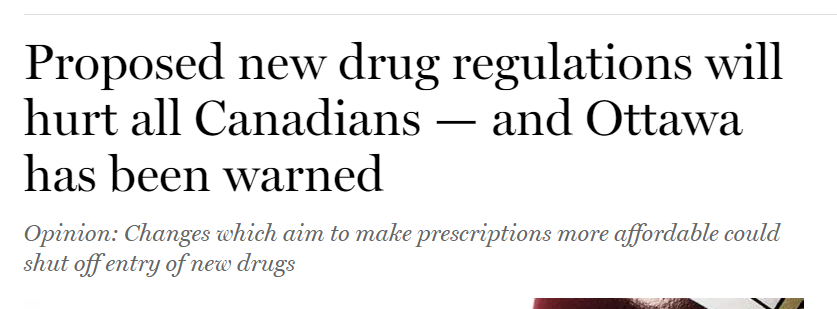 Proposed new drug regulations will
hurt all Canadians — and Ottawa
has been warned
Opinion: Changes which aim to make prescriptions more affordable could
shut off entry of new drugs